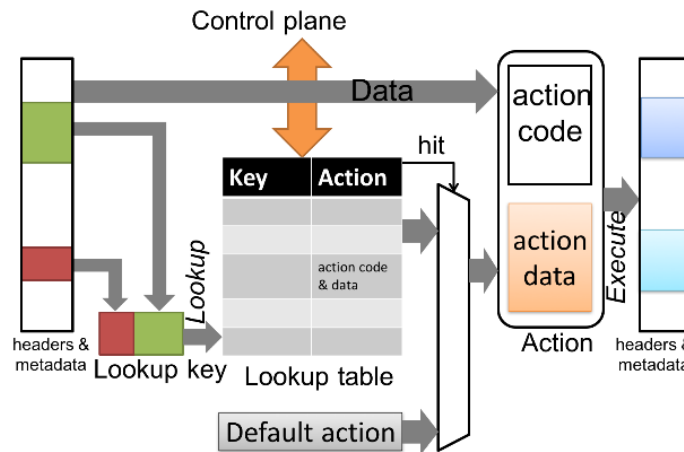 Control plane
Data
action
code
hit
Key Action
Lookup
action code
& data
action
data
Execute
headers &
metadata
Lookup key
Lookup table
Action
headers &
metadata
Default action